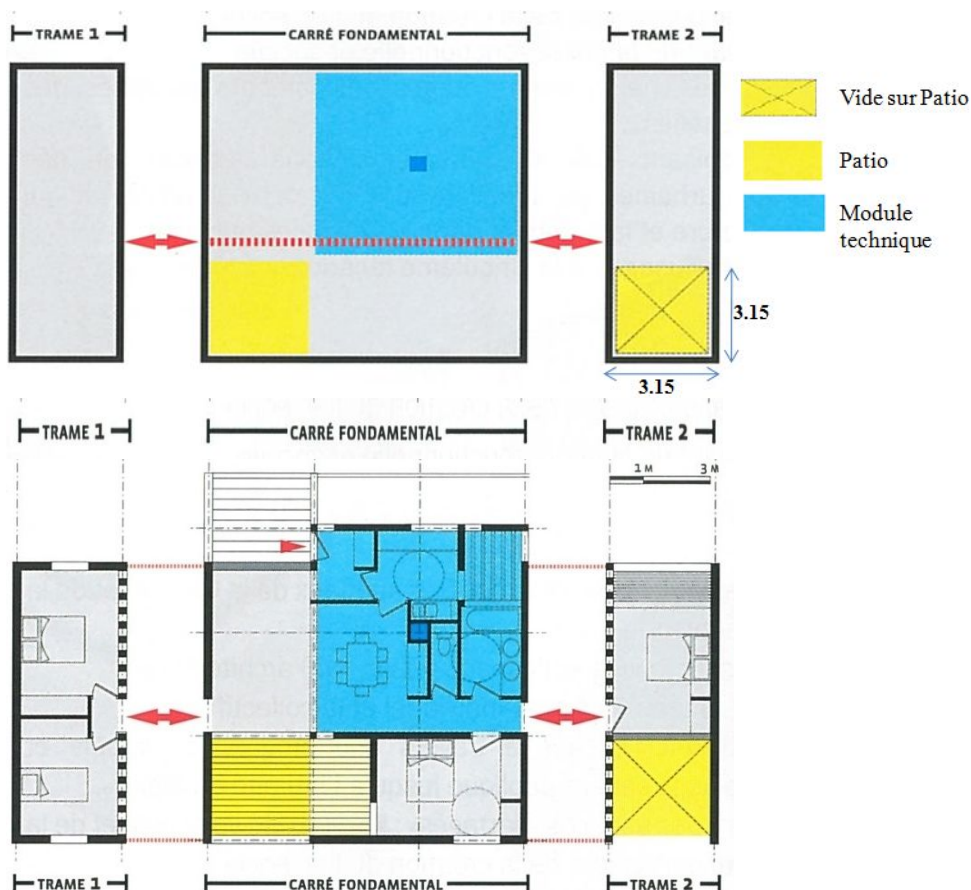 TRAME 1
CARRÉ FONDAMENTAL
TRAME 2
Vide sur Patio
Patio
Module
technique
3.15
3.15
TRAME 1
CARRÉ FONDAMENTAL
TRAME 2
1 M 3 M
TRAME 1
CARRÉ FONDAMENTAL
TRAME 2